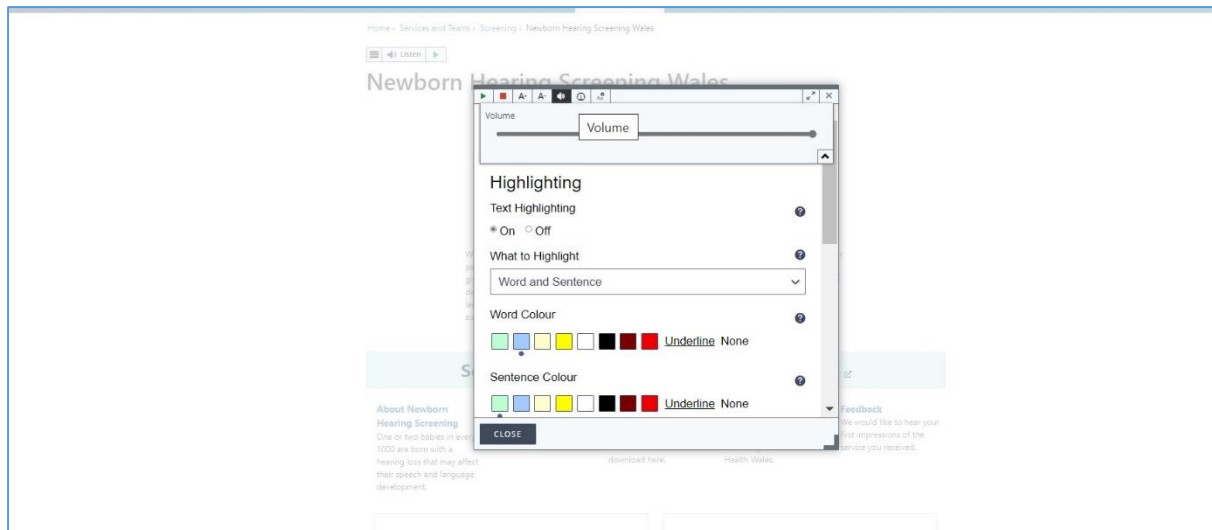 Home > Services and Teams > Screening > Newborn Hearing Screening Wales
Listen
Newborn Hearing Screening Wales
A+ A-
Volume
Volume
Highlighting
Text Highlighting
On Off
What to Highlight
Word and Sentence
Word Colour
Underline None
Sentence Colour
Underline None
CLOSE
About Newborn
Hearing Screening
One or two babies in every
1000 are born with a
hearing loss that may affect
their speech and language
development.
download here.
Health Wales.
Feedback
We would like to hear your
first impressions of the
service you received.